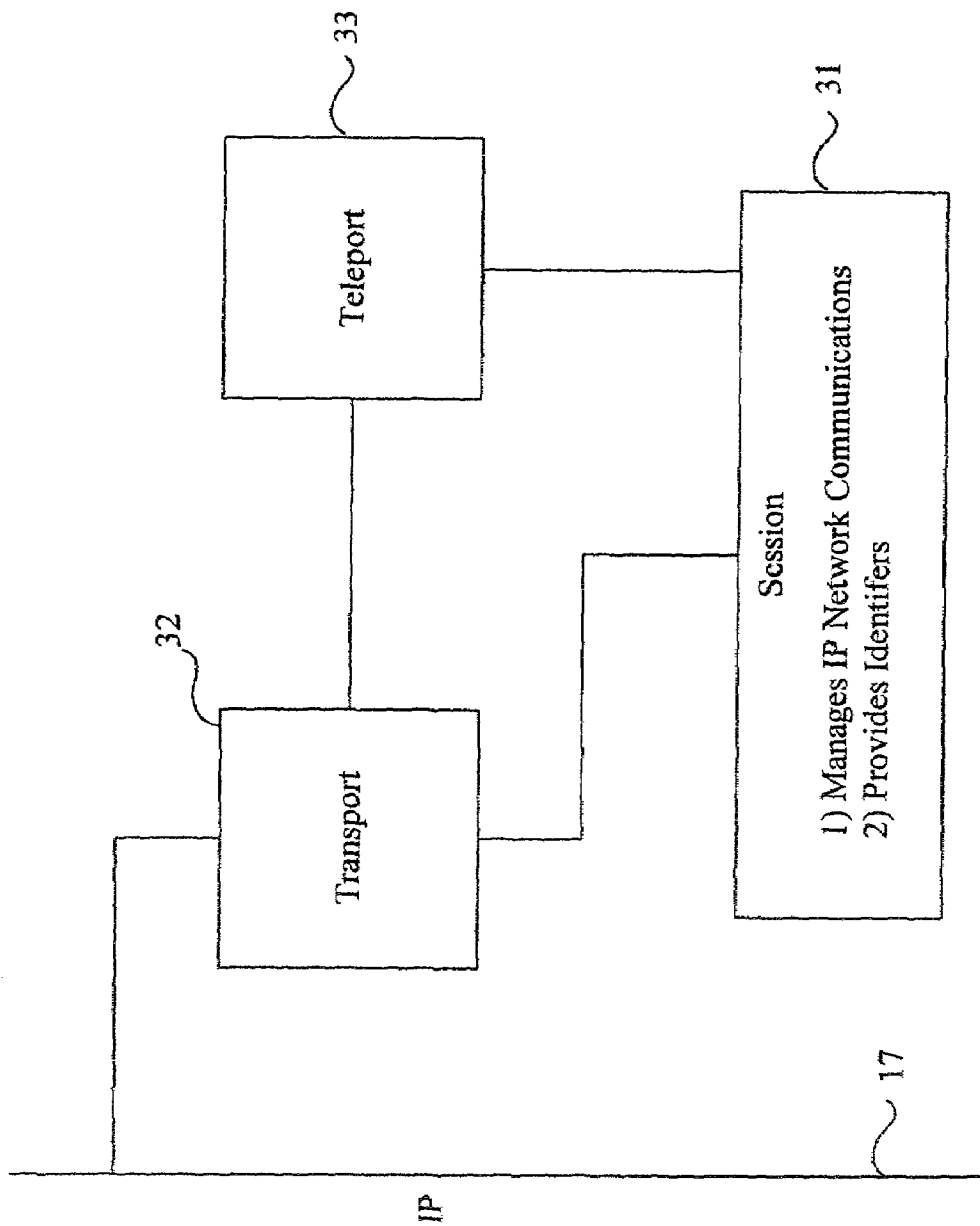 33
Teleport
32
Transport
31
Session
1) Manages IP Network Communications
2) Provides Identifers
17
IP